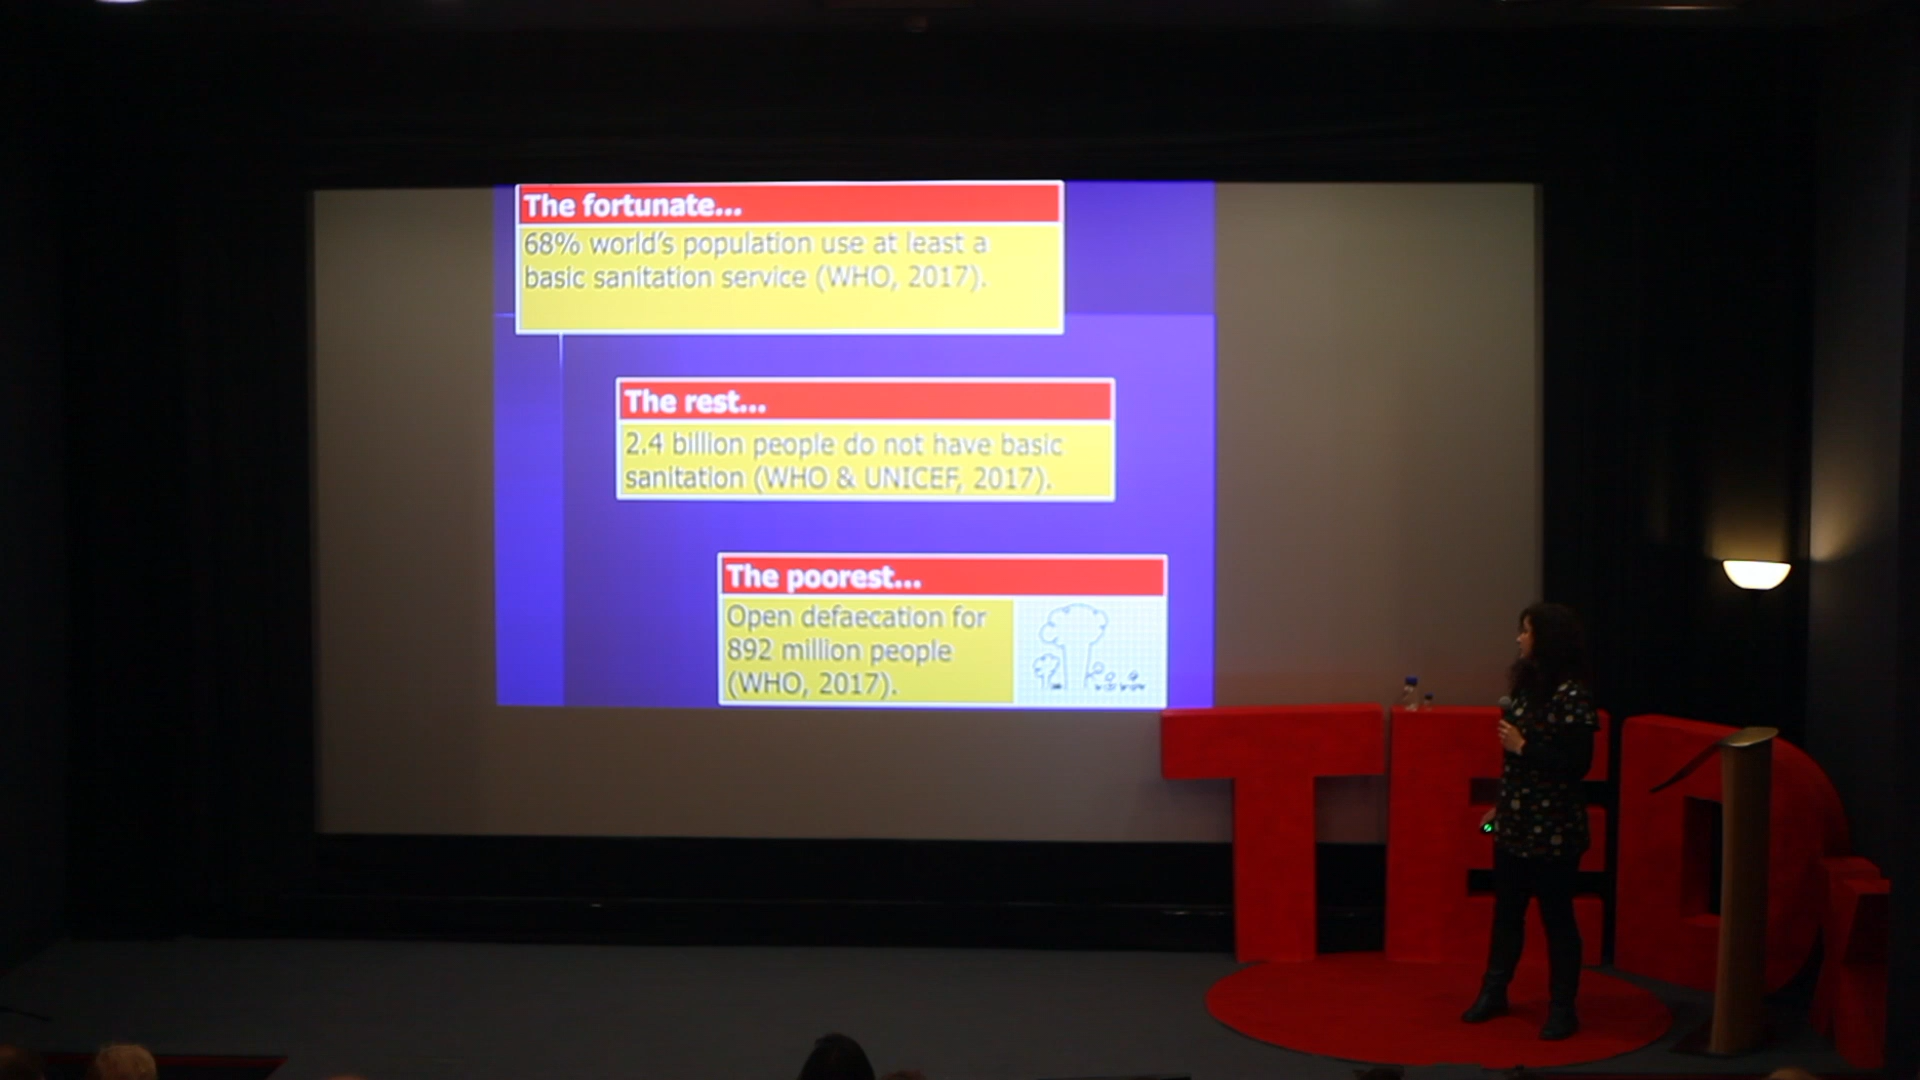 The fortunate...
68% world's population use at least a
basic sanitation service (WHO, 2017).
The rest...
2.4 billion people do not have basic
sanitation (WHO & UNICEF, 2017).
The poorest...
Open defaecation for
892 million people
(WHO, 2017).
TED